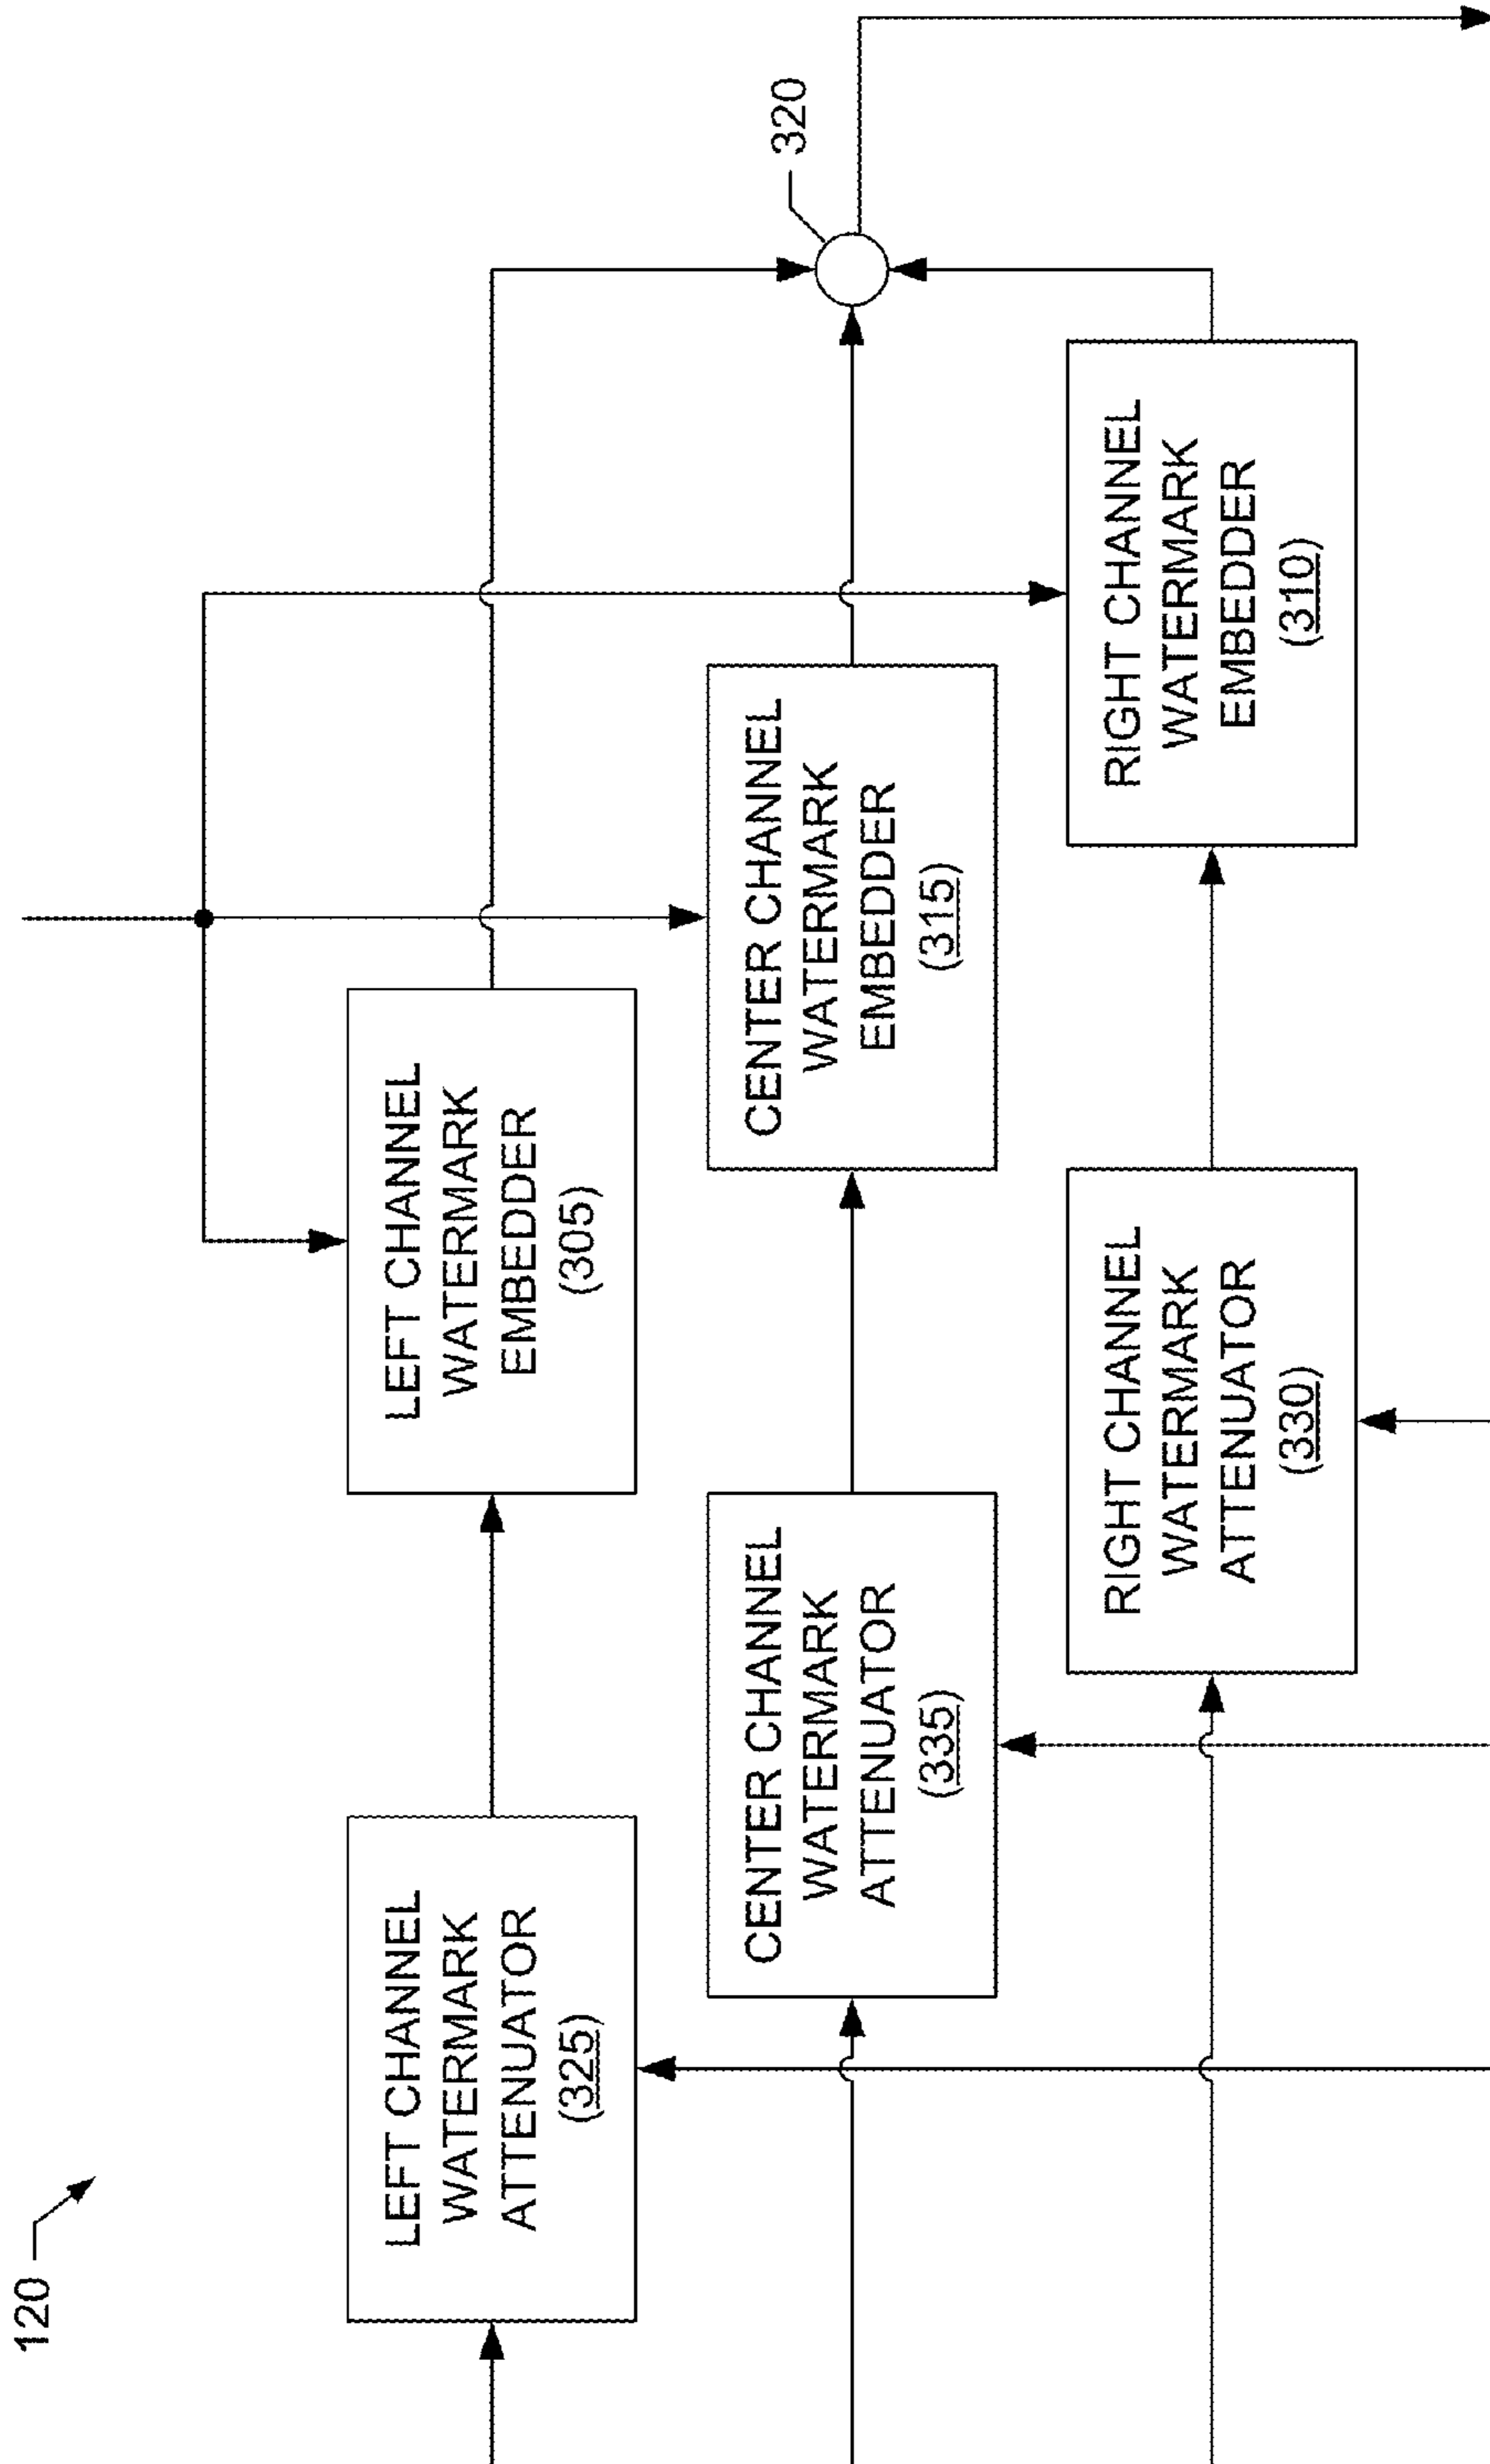 120
LEFT CHANNEL
WATERMARK
ATTENUATOR
(325)
LEFT CHANNEL
WATERMARK
EMBEDDER
(305)
320
CENTER CHANNEL
WATERMARK
ATTENUATOR
(335)
CENTER CHANNEL
WATERMARK
EMBEDDER
(315)
RIGHT CHANNEL
WATERMARK
ATTENUATOR
(330)
RIGHT CHANNEL
WATERMARK
EMBEDDER
(310)